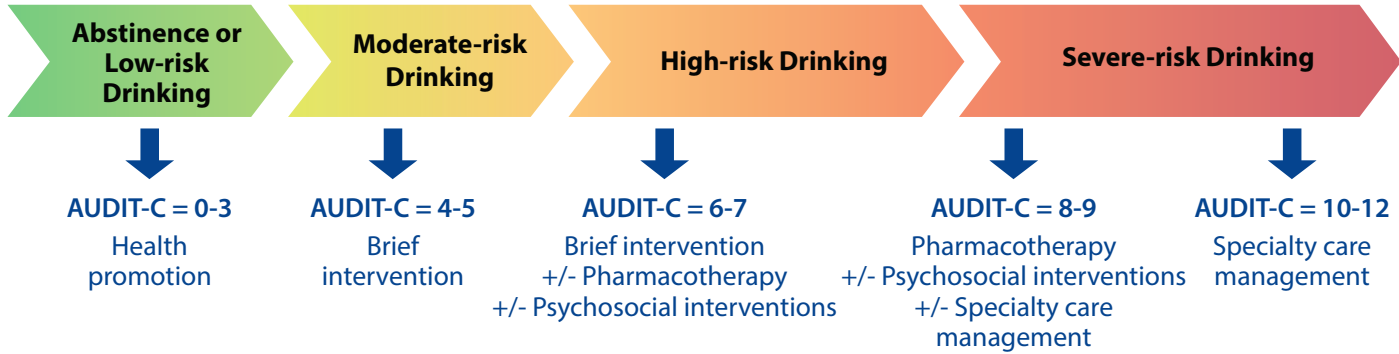 Abstinence or
Low-risk
Drinking
Moderate-risk
Drinking
High-risk Drinking
Severe-risk Drinking
AUDIT-C = 0-3
Health
promotion
AUDIT-C = 4-5
Brief
intervention
AUDIT-C = 6-7
Brief intervention
+/- Pharmacotherapy
+/- Psychosocial interventions
AUDIT-C = 8-9
Pharmacotherapy
+/- Psychosocial interventions
+/- Specialty care
management
AUDIT-C = 10-12
Specialty care
management